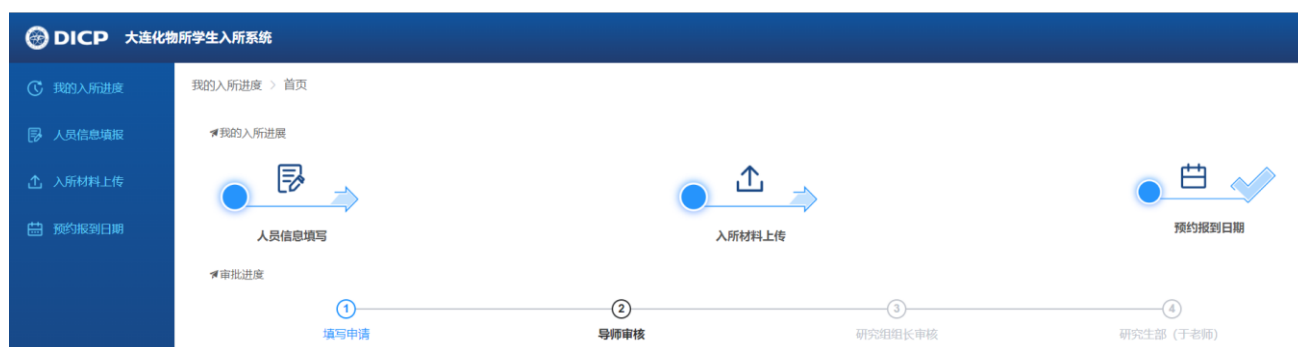 DICP 大连化物所学生入所系统
我的入所进度
人员信息填报
入所材料上传
预约报到日期
我的入所进度 > 首页
我的入所进展
人员信息填写
入所材料上传
预约报到日期
审批进度
1
填写申请
2
导师审核
3
研究组组长审核
4
研究生部（于老师）